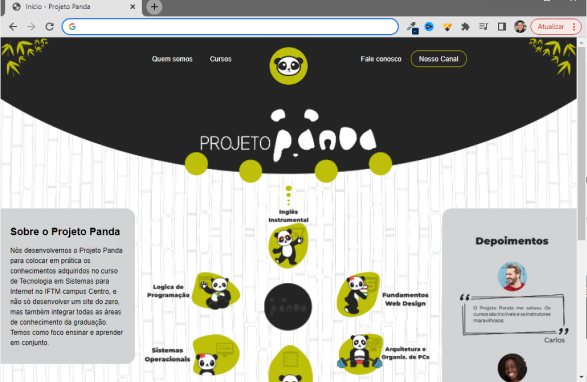 Início - Projeto Panda
Atualizar
Quem somos
Cursos
Fale conosco
Nosso Canal
PROJETO panda
Inglês
Instrumental
Sobre o Projeto Panda
Nós desenvolvemos o Projeto Panda
para colocar em prática os
conhecimentos adquiridos no curso
de Tecnologia em Sistemas para
Internet no IFTM campus Centro, e
não só desenvolver um site do zero,
mas também integrar todas as áreas
de conhecimento da graduação.
Temos como foco ensinar e aprender
em conjunto.
Logica de
Programação
panda
Fundamentos
Web Design
Sistemas
Operacionais
Arquitetura e
Organiz. de PCs
Depoimentos
O Projeto Panda me salvou. Os
cursos são incríveis e os instrutores
maravilhosos.
Carlos